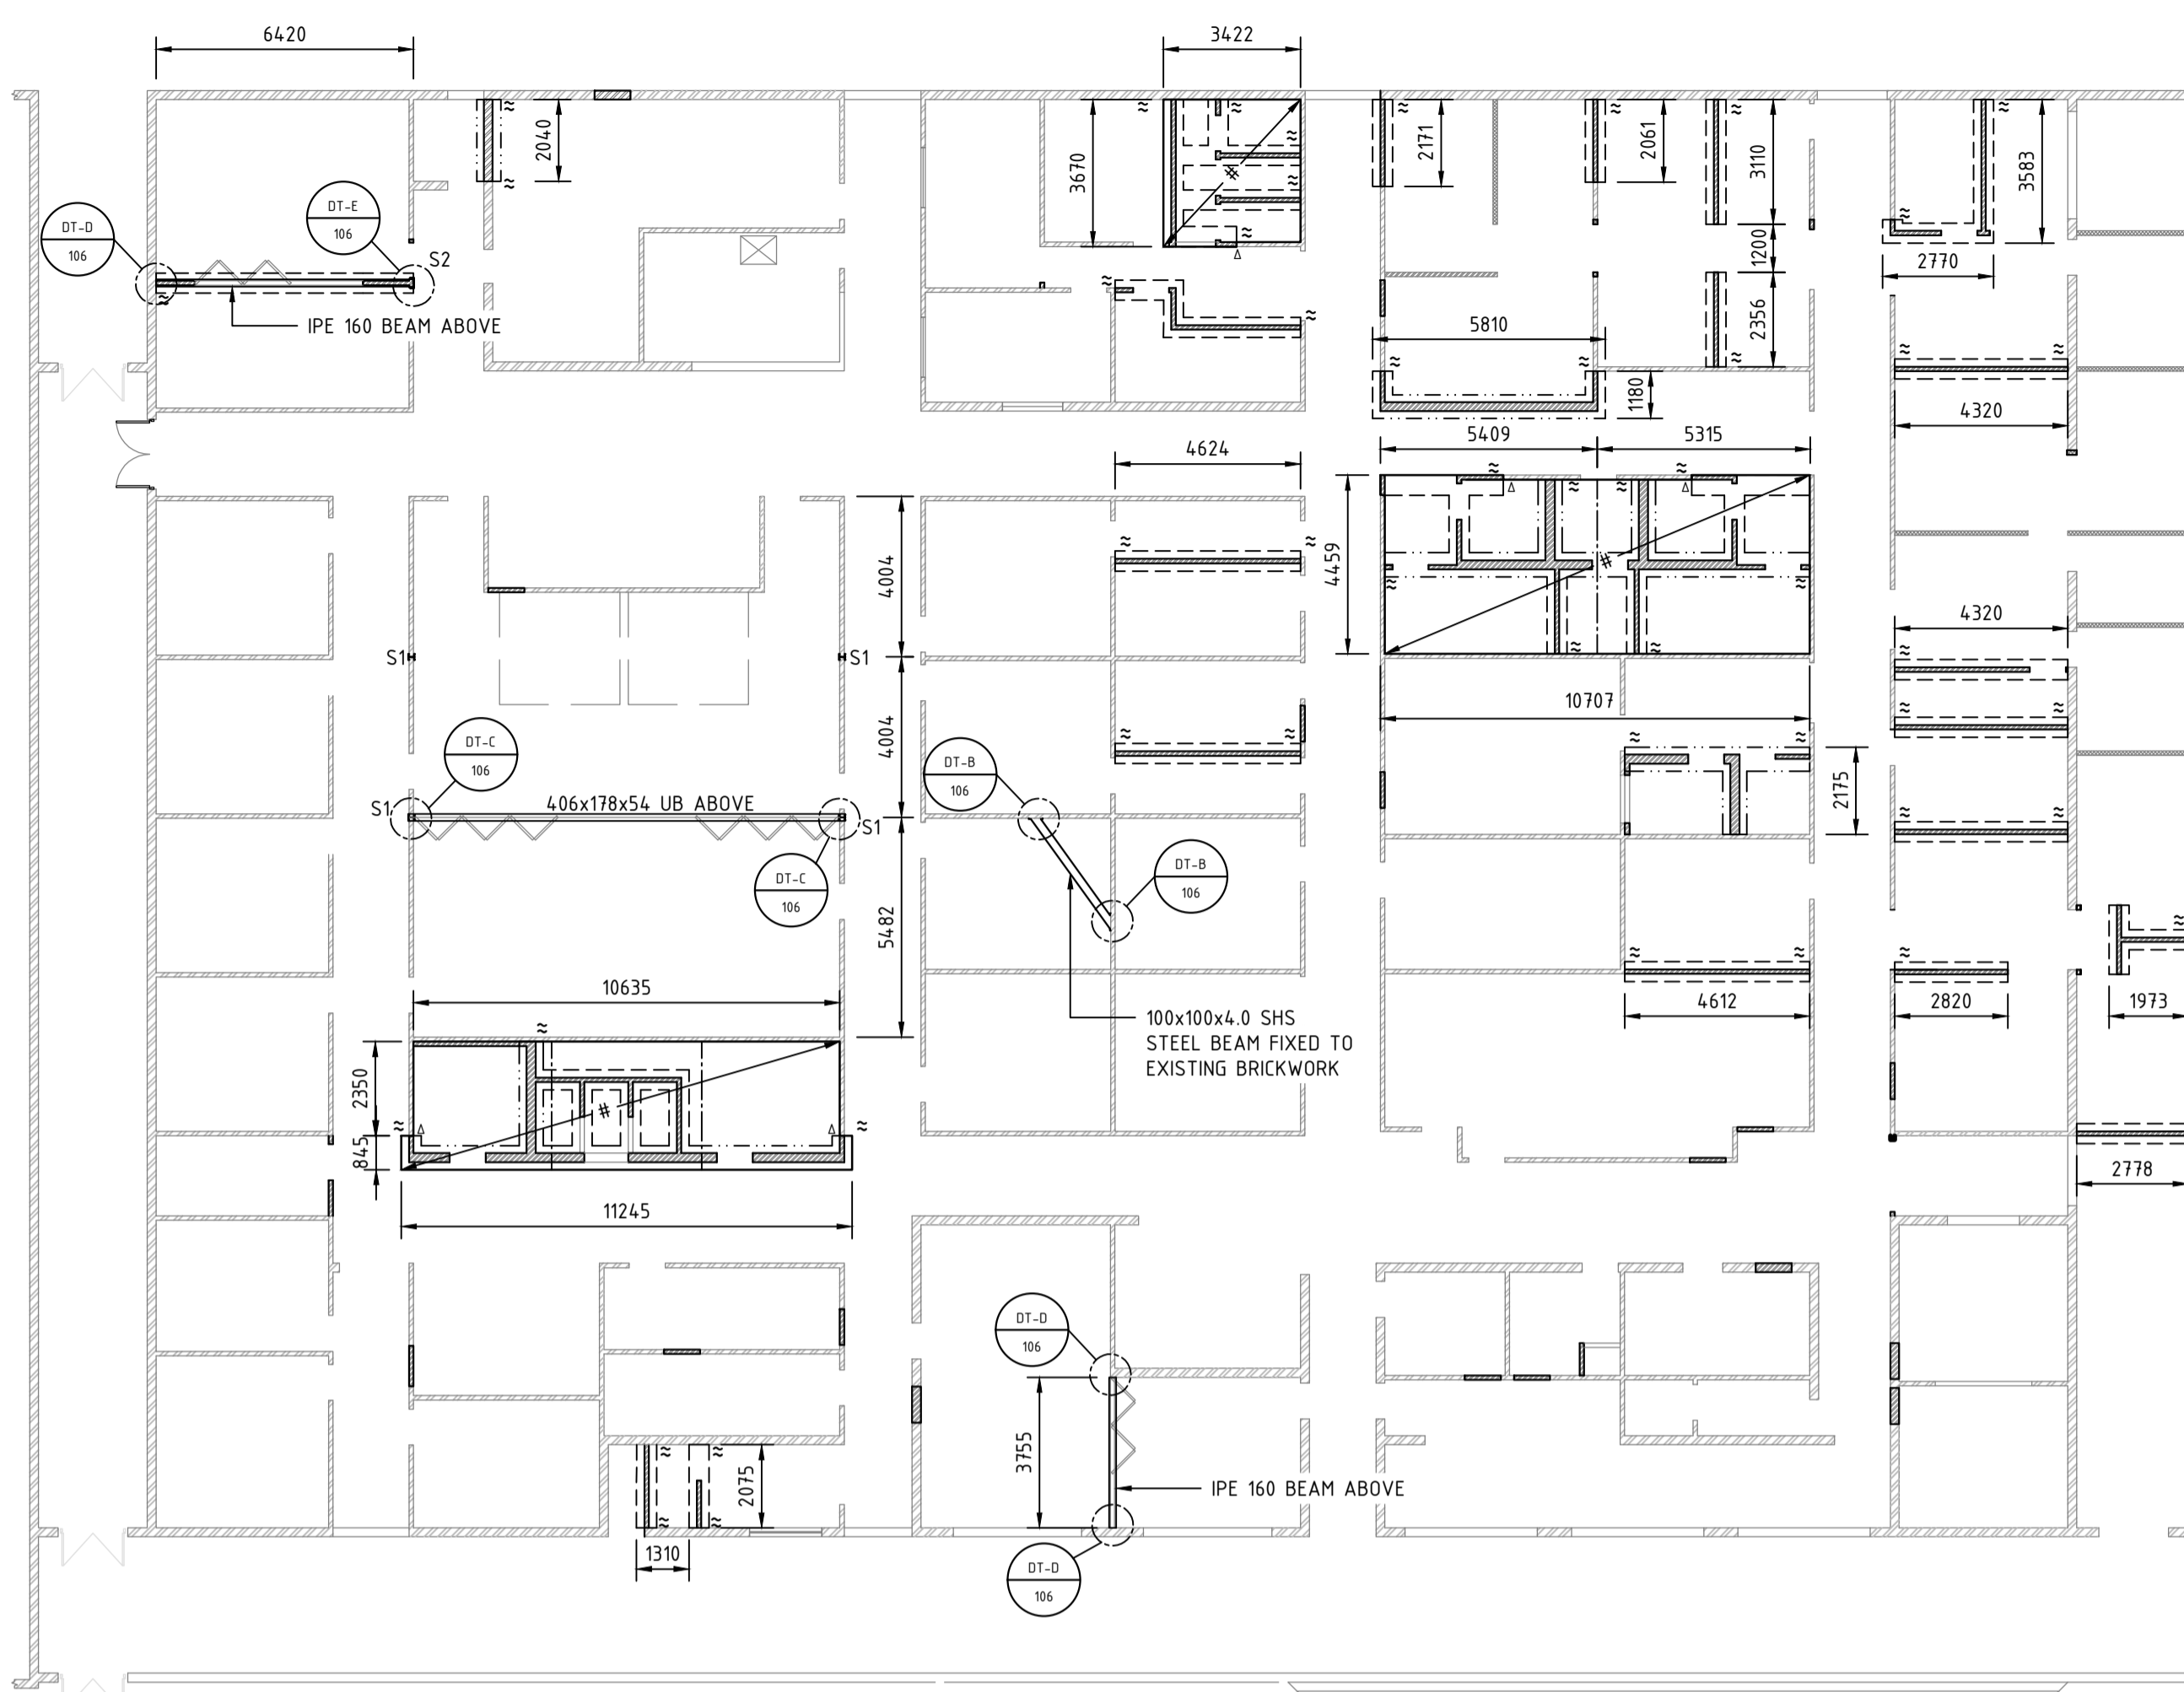 6420
3422
2040
3670
2171
2061
3110
3583
DT-E
106
DT-D
106
S2
1200
2770
IPE 160 BEAM ABOVE
2356
5810
1180
4320
5409
5315
4624
4459
4004
#
#
4320
S1
S1
10707
4004
DT-C
106
DT-B
106
2175
S1
406x178x54 UB ABOVE
S1
DT-C
106
DT-B
106
5482
10635
4612
2820
1973
100x100x4.0 SHS
STEEL BEAM FIXED TO
EXISTING BRICKWORK
2350
#
845
2778
11245
DT-D
106
3755
2075
IPE 160 BEAM ABOVE
1310
DT-D
106